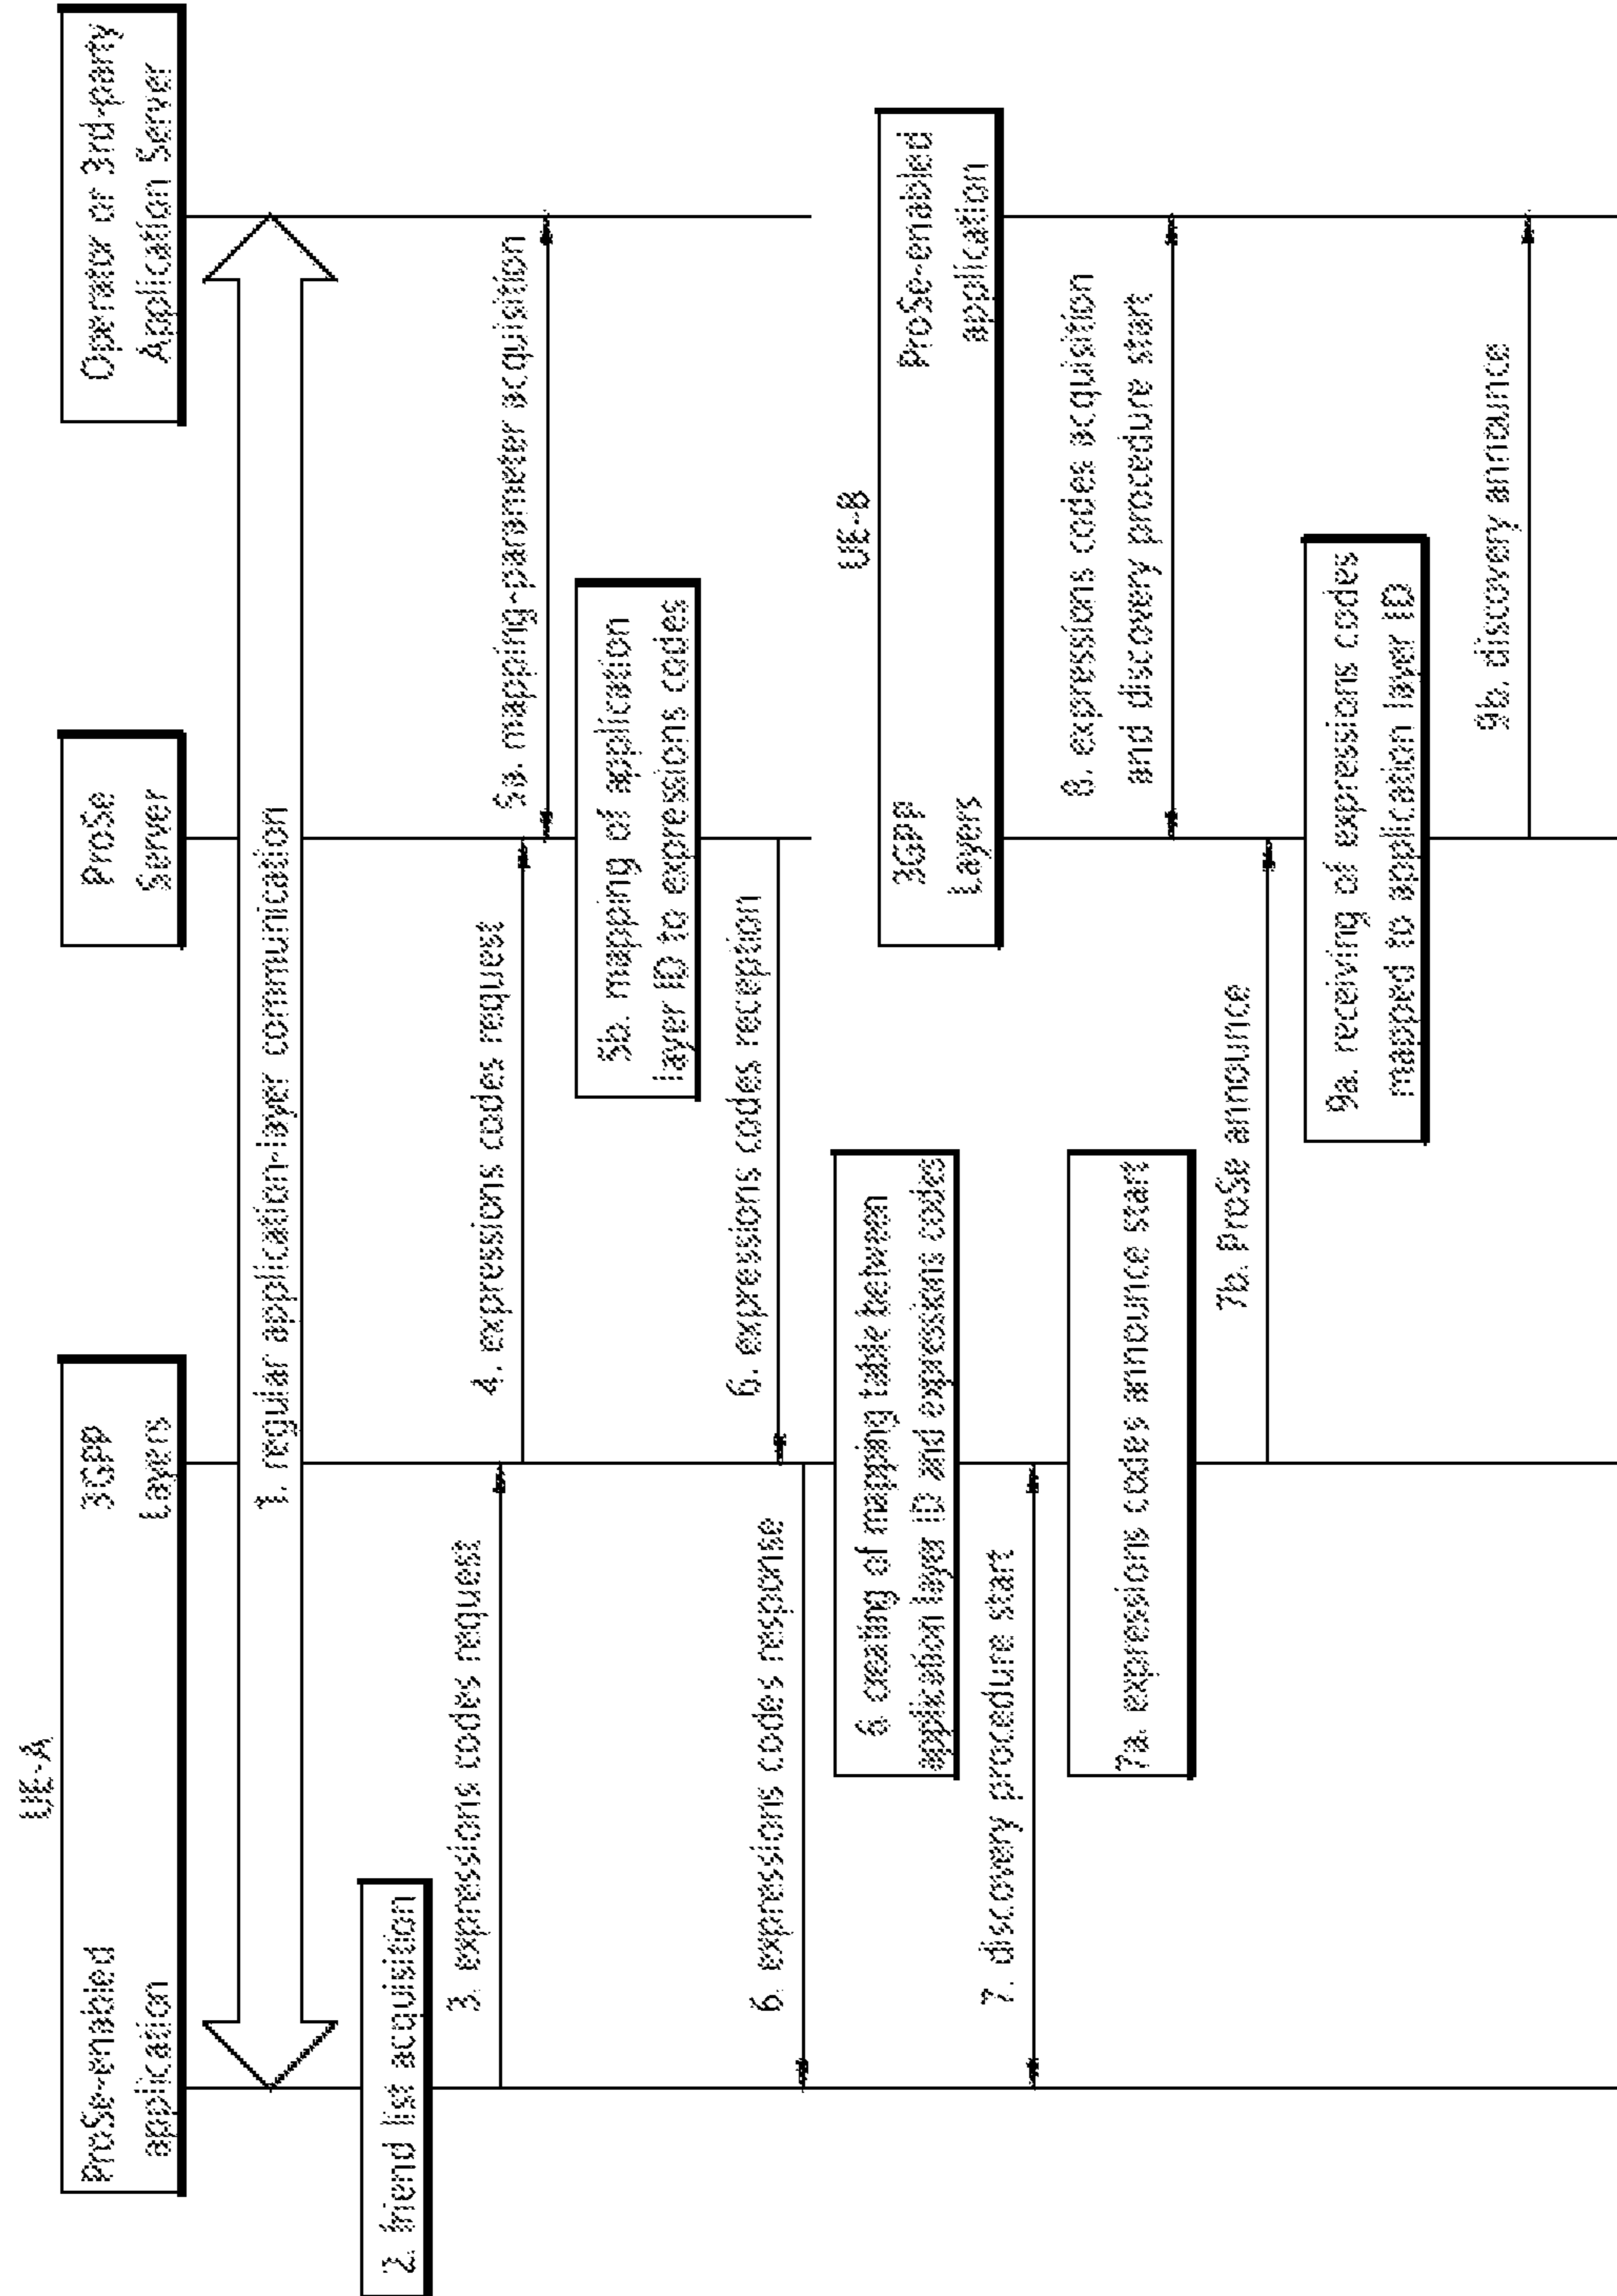 UE-A
ProSe-enabled
application
3GPP
Layers
ProSe
Server
Operator or 3rd-party
Application Server
1. regular application-layer communication
2. friend list acquisition
3. expressions codes request
4. expressions codes request
5a. mapping-parameter acquisition
5b. mapping of application
layer ID to expressions codes
6. expressions codes reception
6. expressions codes response
6. creating of mapping table between
application layer ID and expressions codes
UE-B
3GPP
Layers
ProSe-enabled
application
7. discovery procedure start
7a. expressions codes announce start
8. expressions codes acquisition
and discovery procedure start
7b. ProSe announce
9a. receiving of expressions codes
mapped to application layer ID
9b. discovery announce